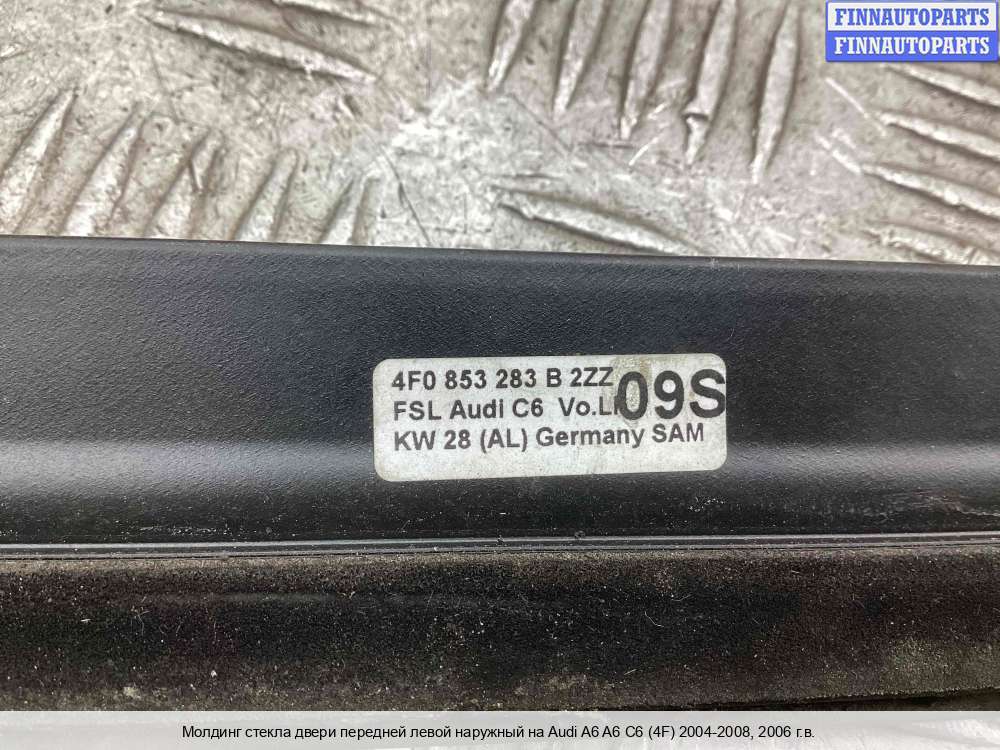 FINNAUTOPARTS
FINNAUTOPARTS
4F0 853 283 B 2ZZ
FSL Audi C6 Vo.LI 09S
KW 28 (AL) Germany SAM
Молдинг стекла двери передней левой наружный на Audi A6 A6 C6 (4F) 2004-2008, 2006 г.в.